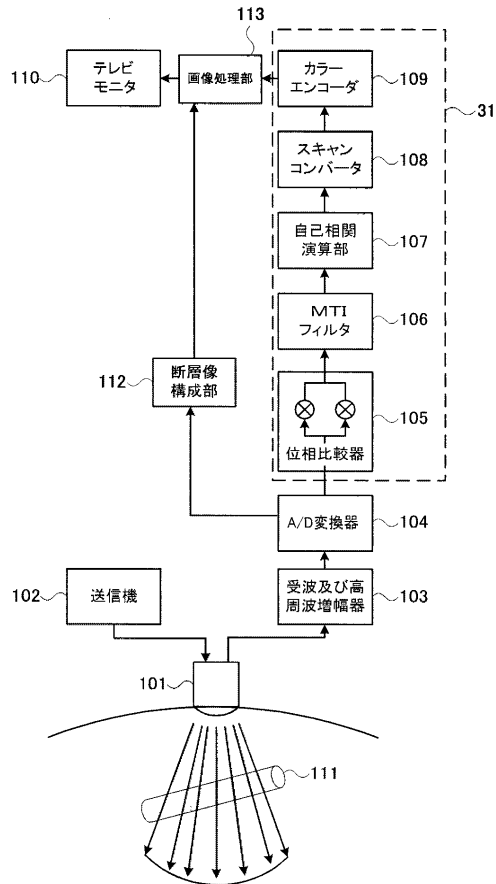 113
110
テレビ
モニタ
画像処理部
カラー
エンコーダ
109
31
スキャン
コンバータ
108
自己相関
演算部
107
MTI
フィルタ
106
112
断層像
構成部
位相比較器
105
A/D変換器
104
102
送信機
受波及び高
周波増幅器
103
101
111